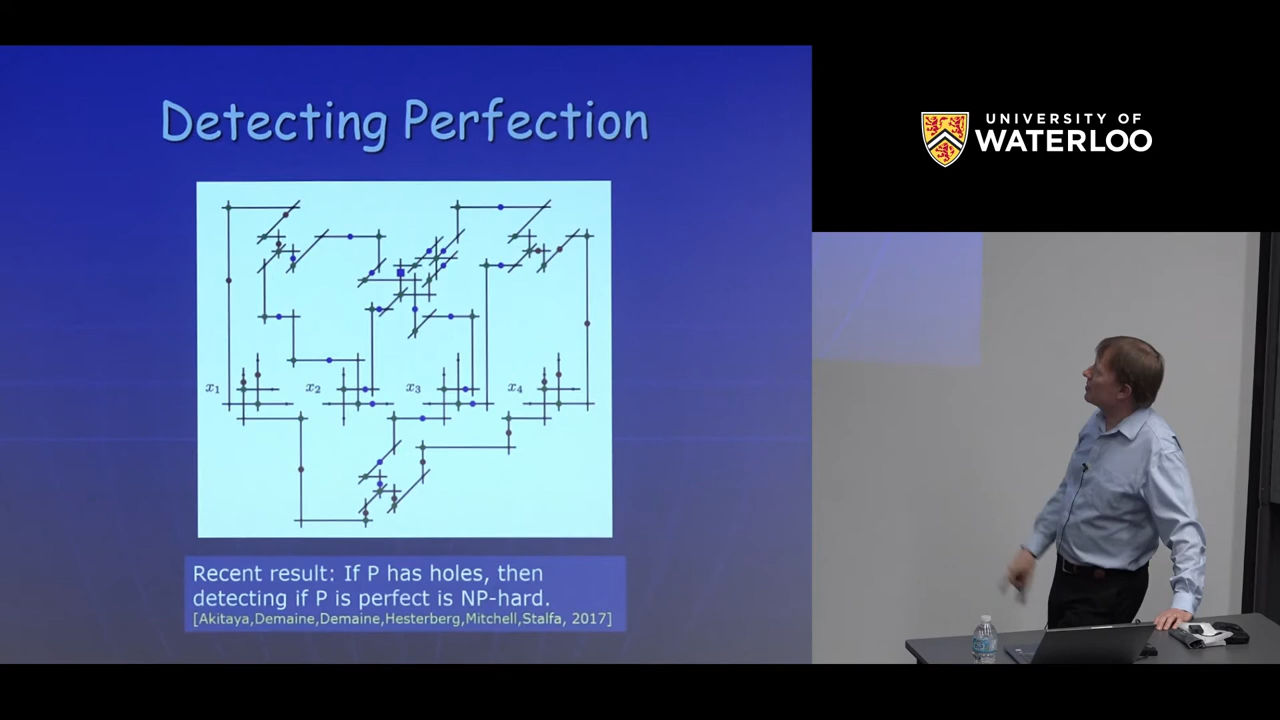 Detecting Perfection
UNIVERSITY OF
WATERLOO
x1 x2 x3 x4
Recent result: If P has holes, then
detecting if P is perfect is NP-hard.
[Akitaya,Demaine,Demaine,Hesterberg,Mitchell,Stalfa, 2017]